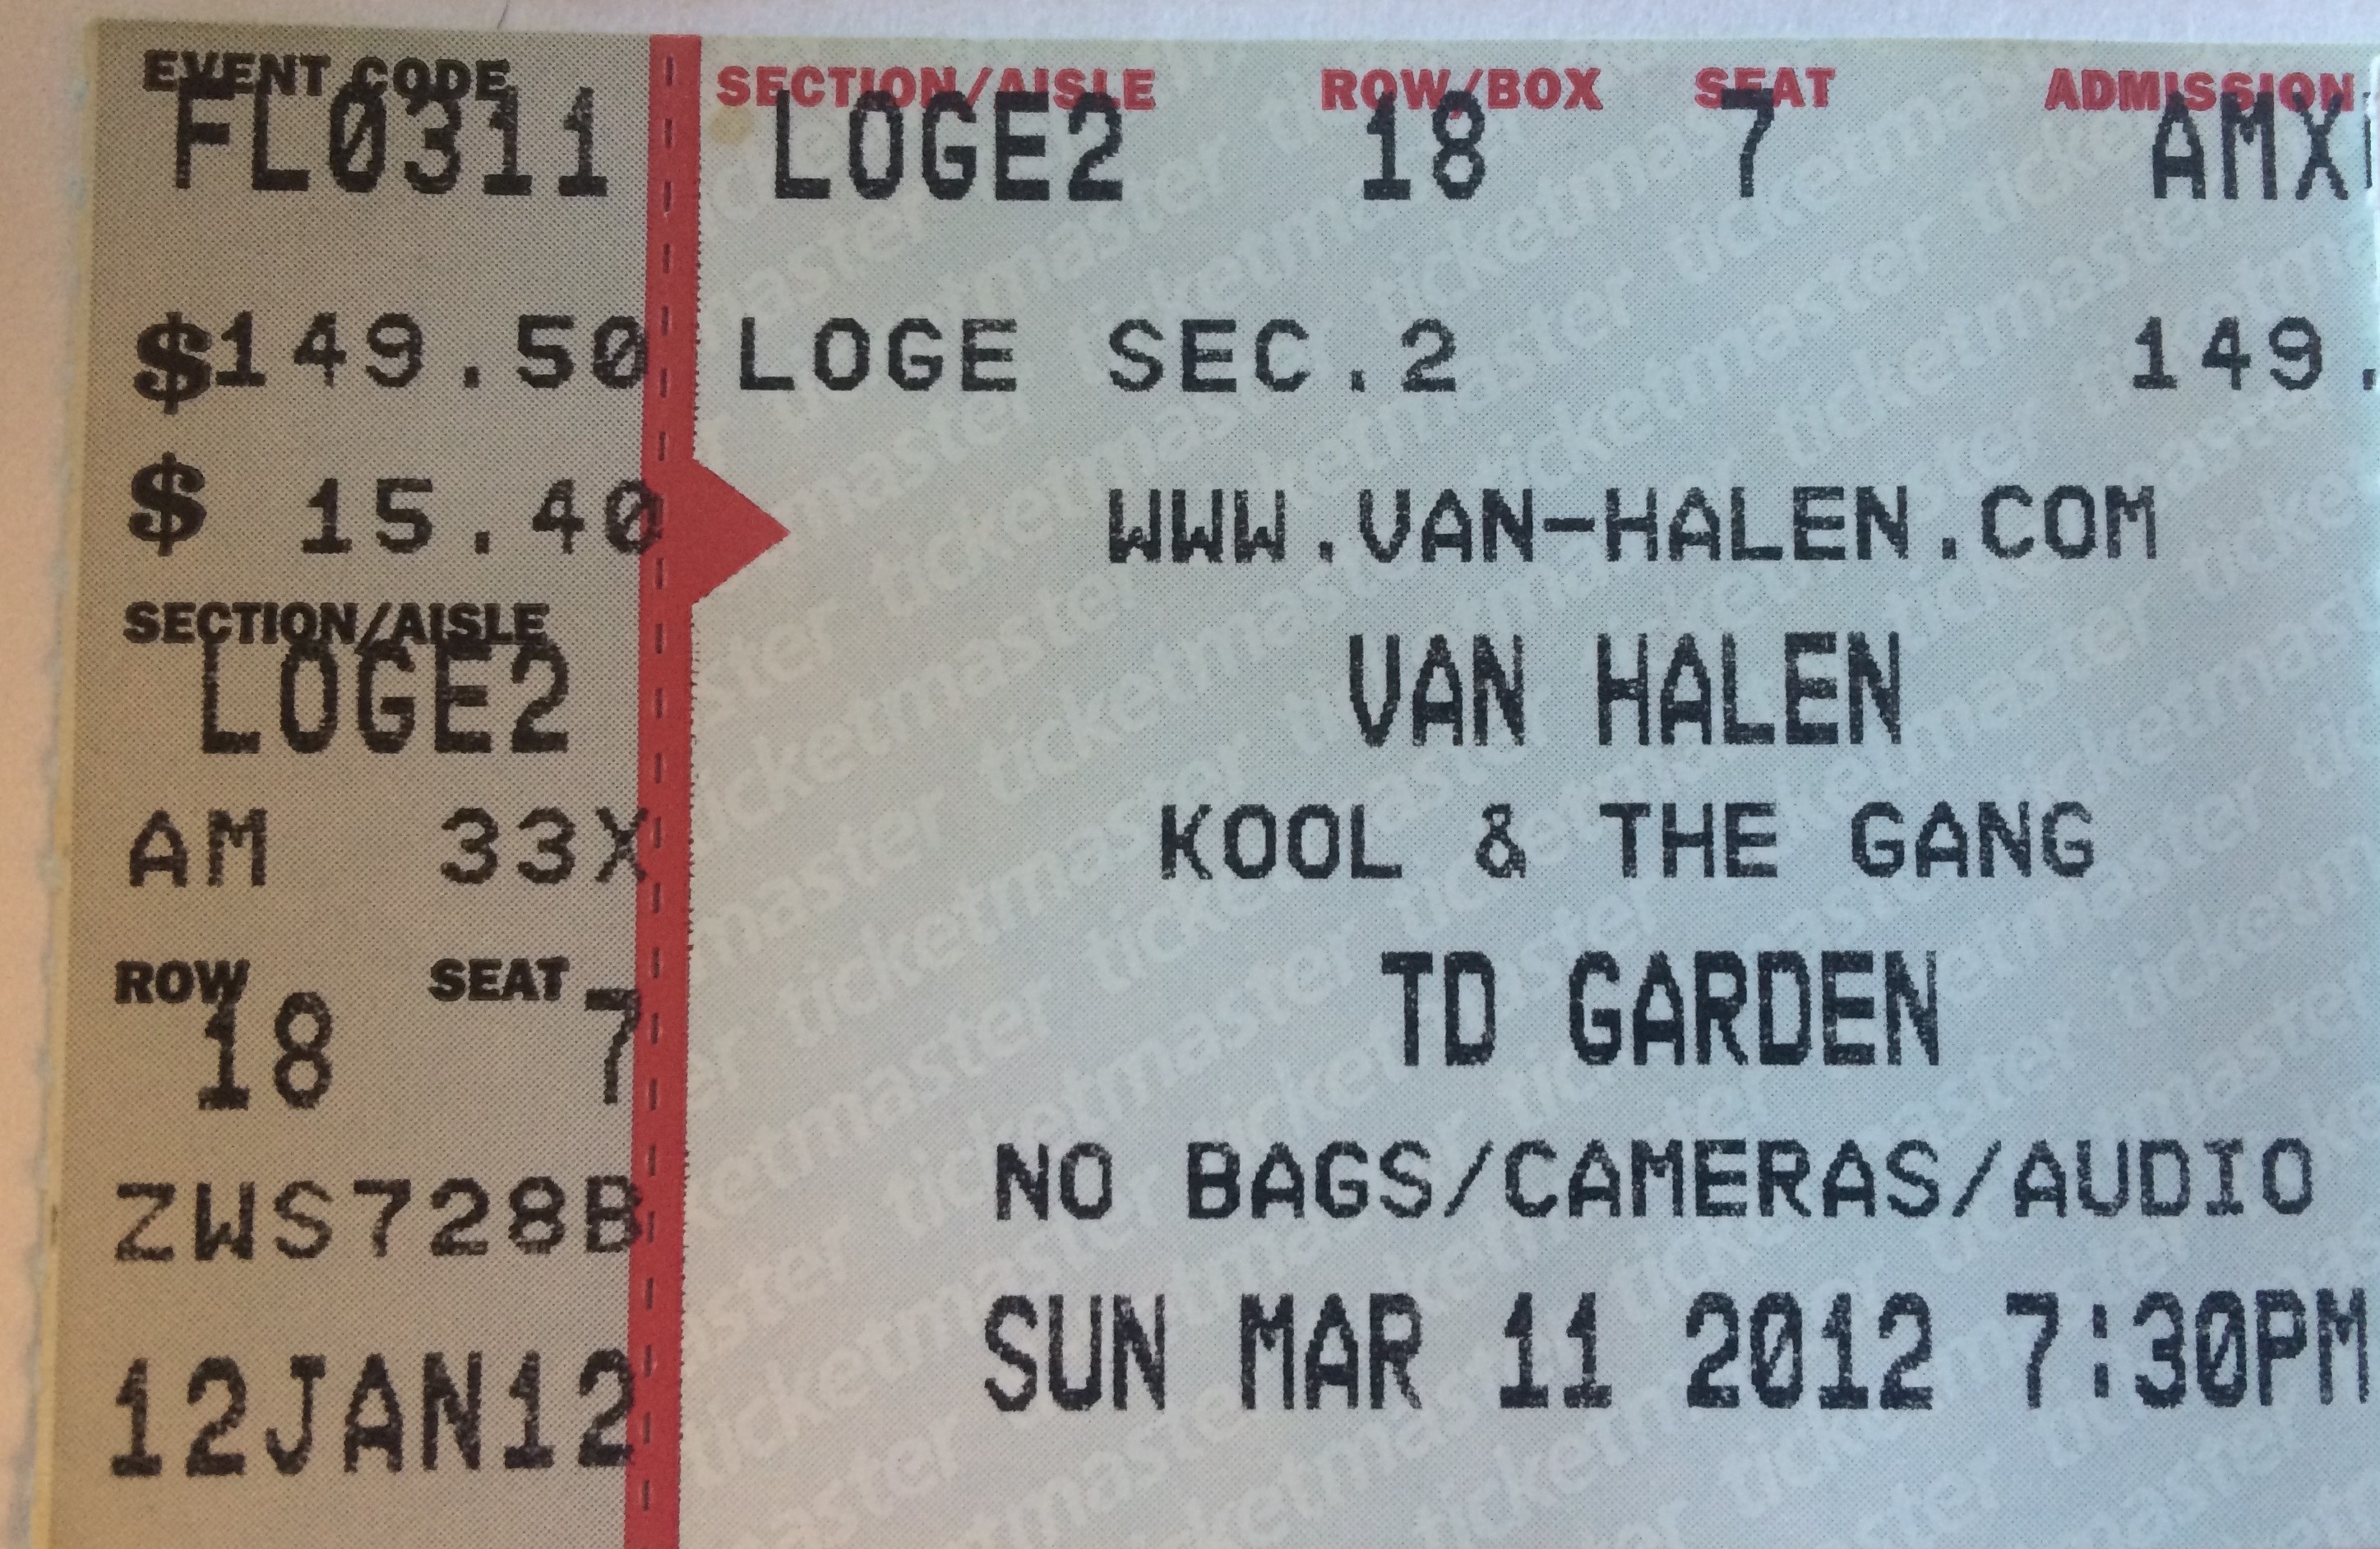 EVENT CODE
FL0311
$149.50
$ 15.40
SECTION/AISLE
LOGE2
AM 33X
ROW SEAT
18 7
ZWS728B
12JAN12
SECTION/AISLE ROW/BOX SEAT ADMISSION
LOGE2 18 7 AMX
LOGE SEC.2 149.
WWW.VAN-HALEN.COM
VAN HALEN
KOOL & THE GANG
TD GARDEN
NO BAGS/CAMERAS/AUDIO
SUN MAR 11 2012 7:30PM